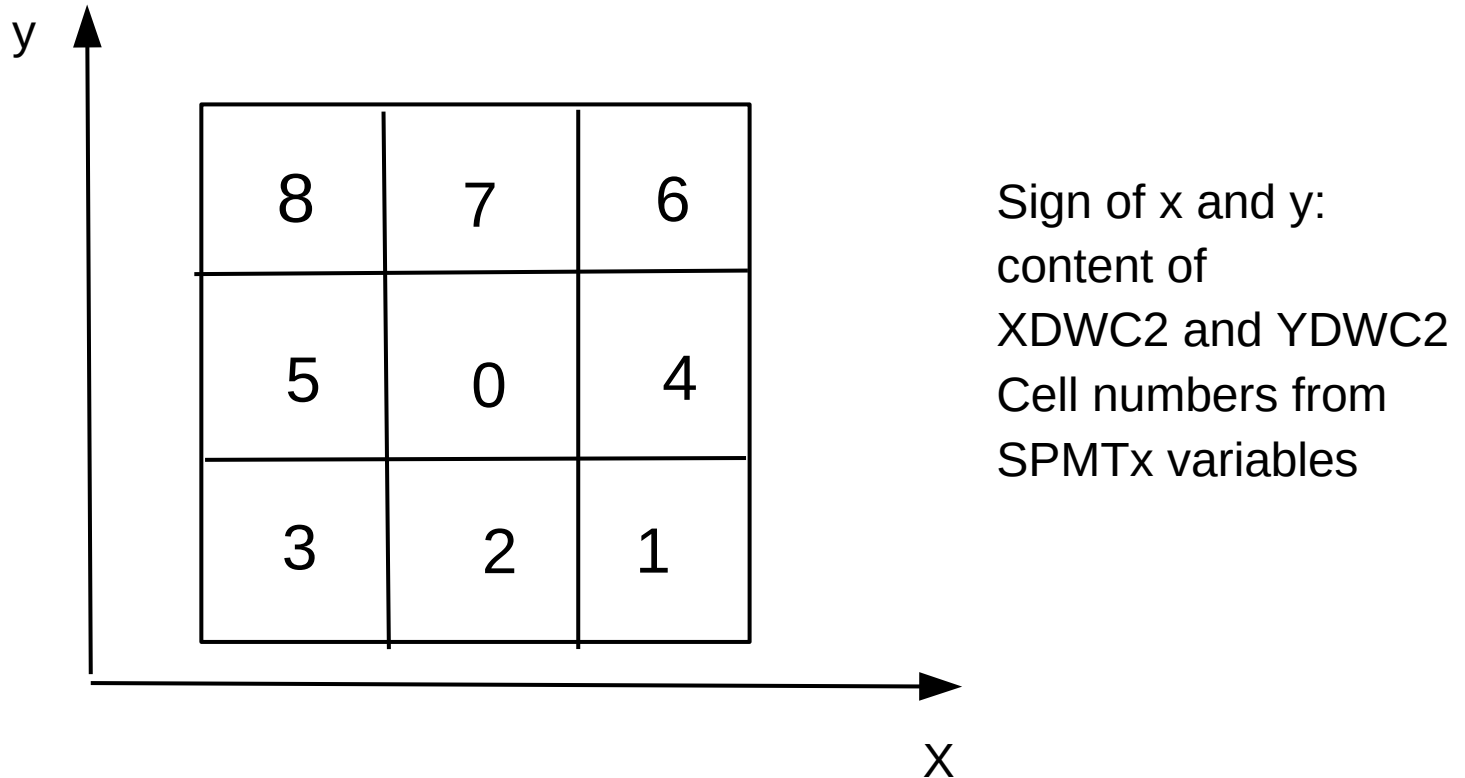 y
8 7 6
5 0 4
3 2 1
X
Sign of x and y:
content of
XDWC2 and YDWC2
Cell numbers from
SPMTx variables